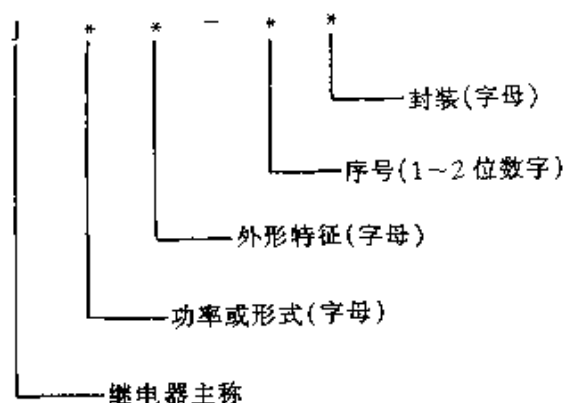 J * * - * *
封装(字母)
序号(1~2位数字)
外形特征(字母)
功率或形式(字母)
继电器主称